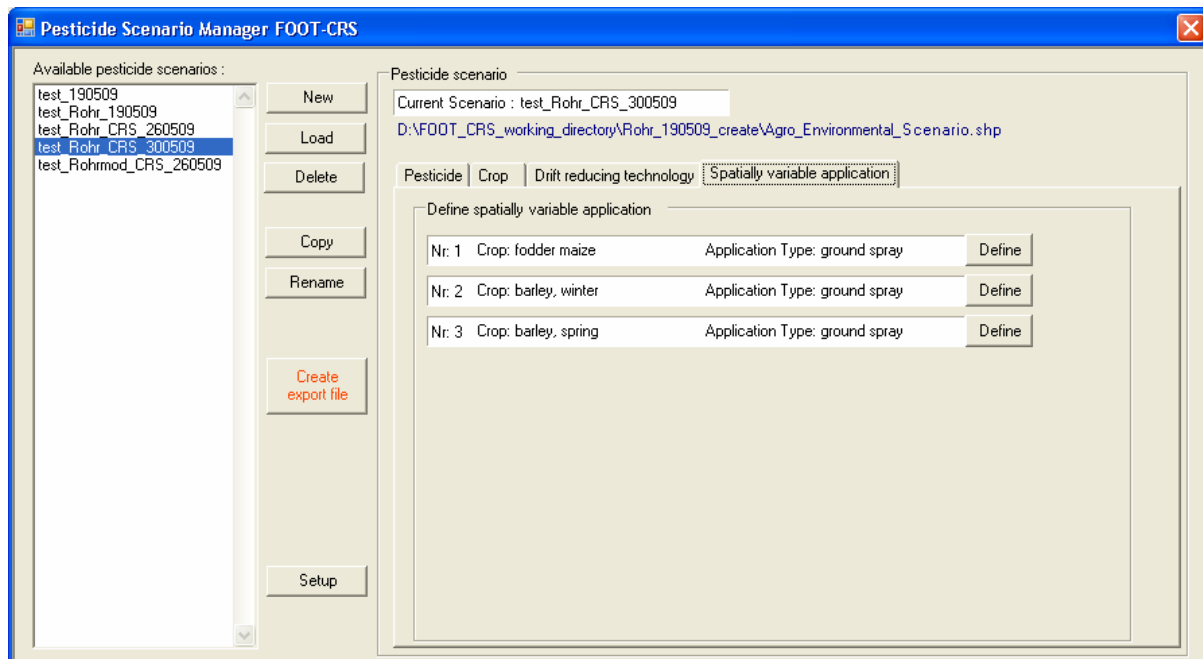 Pesticide Scenario Manager FOOT-CRS
Available pesticide scenarios :
test_190509
test_Rohr_190509
test_Rohr_CRS_260509
test_Rohr_CRS_300509
test_Rohrmod_CRS_260509
New
Load
Delete
Copy
Rename
Create
export file
Setup
Pesticide scenario
Current Scenario : test_Rohr_CRS_300509
D:\FOOT_CRS_working_directory\Rohr_190509_create\Agro_Environmental_Scenario.shp
Pesticide Crop Drift reducing technology Spatially variable application
Define spatially variable application
Nr: 1 Crop: fodder maize Application Type: ground spray Define
Nr: 2 Crop: barley, winter Application Type: ground spray Define
Nr: 3 Crop: barley, spring Application Type: ground spray Define